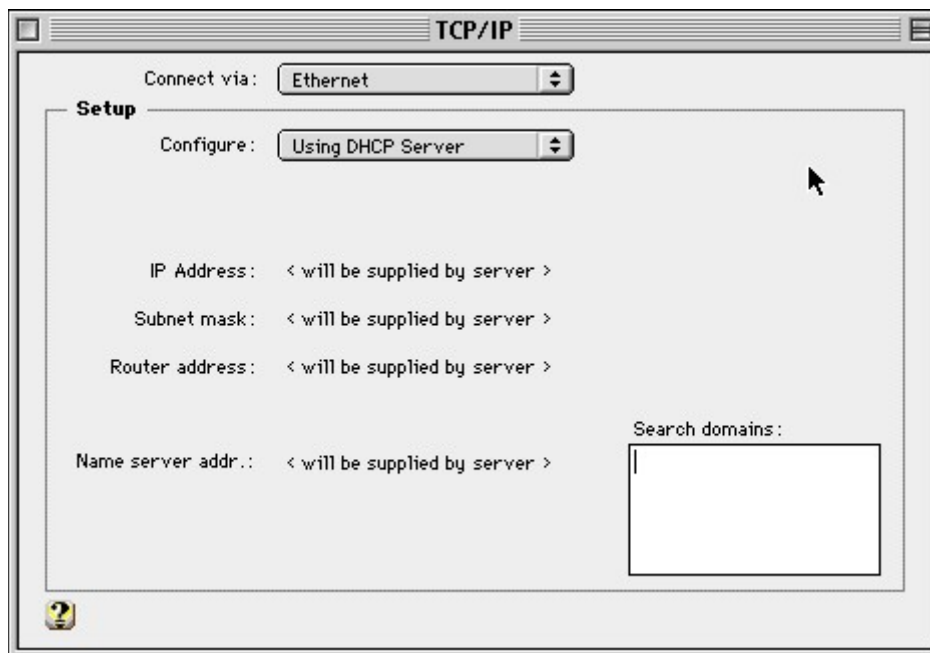 TCP/IP
Connect via: Ethernet
Setup
Configure: Using DHCP Server
IP Address: < will be supplied by server >
Subnet mask: < will be supplied by server >
Router address: < will be supplied by server >
Search domains:
Name server addr.: < will be supplied by server >
?